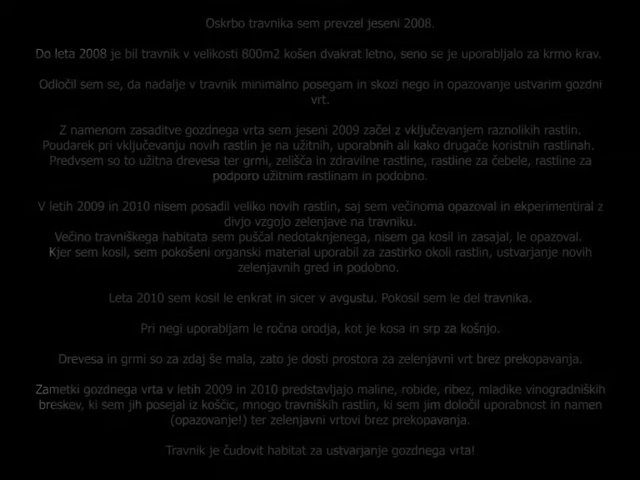 Oskrbo travnika sem prevzel jeseni 2008.
Do leta 2008 je bil travnik v velikosti 800m2 košen dvakrat letno, seno se je uporabljalo za krmo krav.
Odločil sem se, da nadalje v travnik minimalno posegam in skozi nego in opazovanje ustvarim gozdni
vrt.
Z namenom zasaditve gozdnega vrta sem jeseni 2009 začel z vključevanjem raznolikih rastlin.
Poudarek pri vključevanju novih rastlin je na užitnih, uporabnih ali kako drugače koristnih rastlinah.
Predvsem so to užitna drevesa ter grmi, zelišča in zdravilne rastline, rastline za čebele, rastline za
podporo užitnim rastlinam in podobno.
V letih 2009 in 2010 nisem posadil veliko novih rastlin, saj sem večinoma opazoval in ekperimentiral z
divjo vzgojo zelenjave na travniku.
Večino travniškega habitata sem puščal nedotaknjenega, nisem ga kosil in zasajal, le opazoval.
Kjer sem kosil, sem pokošeni organski material uporabil za zastirko okoli rastlin, ustvarjanje novih
zelenjavnih gred in podobno.
Leta 2010 sem kosil le enkrat in sicer v avgustu. Pokosil sem le del travnika.
Pri negi uporabljam le ročna orodja, kot je kosa in srp za košnjo.
Drevesa in grmi so za zdaj še mala, zato je dosti prostora za zelenjavni vrt brez prekopavanja.
Zametki gozdnega vrta v letih 2009 in 2010 predstavljajo maline, robide, ribez, mladike vinogradniških
breskev, ki sem jih posejal iz koščic, mnogo travniških rastlin, ki sem jim določil uporabnost in namen
(opazovanje!) ter zelenjavni vrtovi brez prekopavanja.
Travnik je čudovit habitat za ustvarjanje gozdnega vrta!